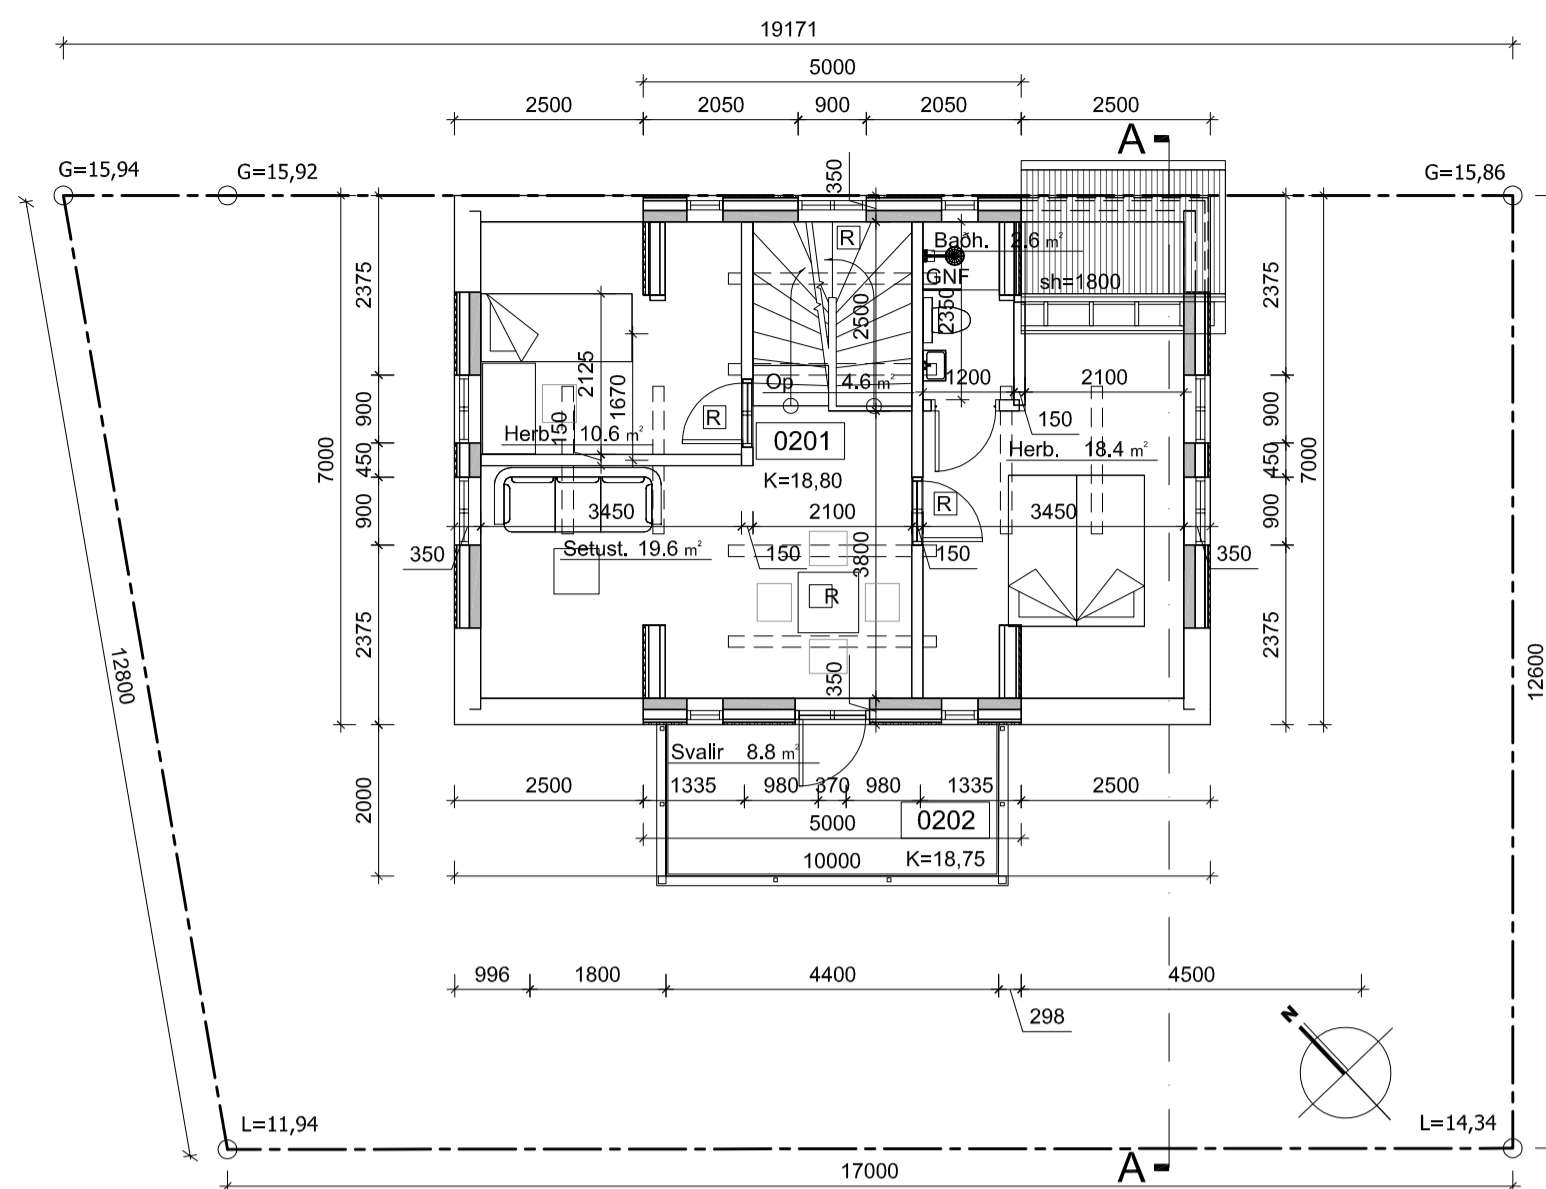 19171
5000
2500 2050 900 2050 2500
A
G=15,94 G=15,92 G=15,86
350
R
Baðh. 2.6 m²
GNF
sh=1800
2375 2375
2350
2500
2125
1670
Op 4.6 m²
1200 2100
900 900
R
150
150
Herb. 10.6 m²
0201
Herb. 18.4 m²
7000 450 450 7000
K=18,80
R
900 900
3450 2100 3450
Setust. 19.6 m²
350 150 3800 150 350
R
2375 2375
12800
350
12600
Svalir 8.8 m²
2000
2500 1335 980 370 980 1335 2500
5000
0202
10000 K=18,75
996 1800 4400 4500
298
N
L=11,94 L=14,34
A
17000